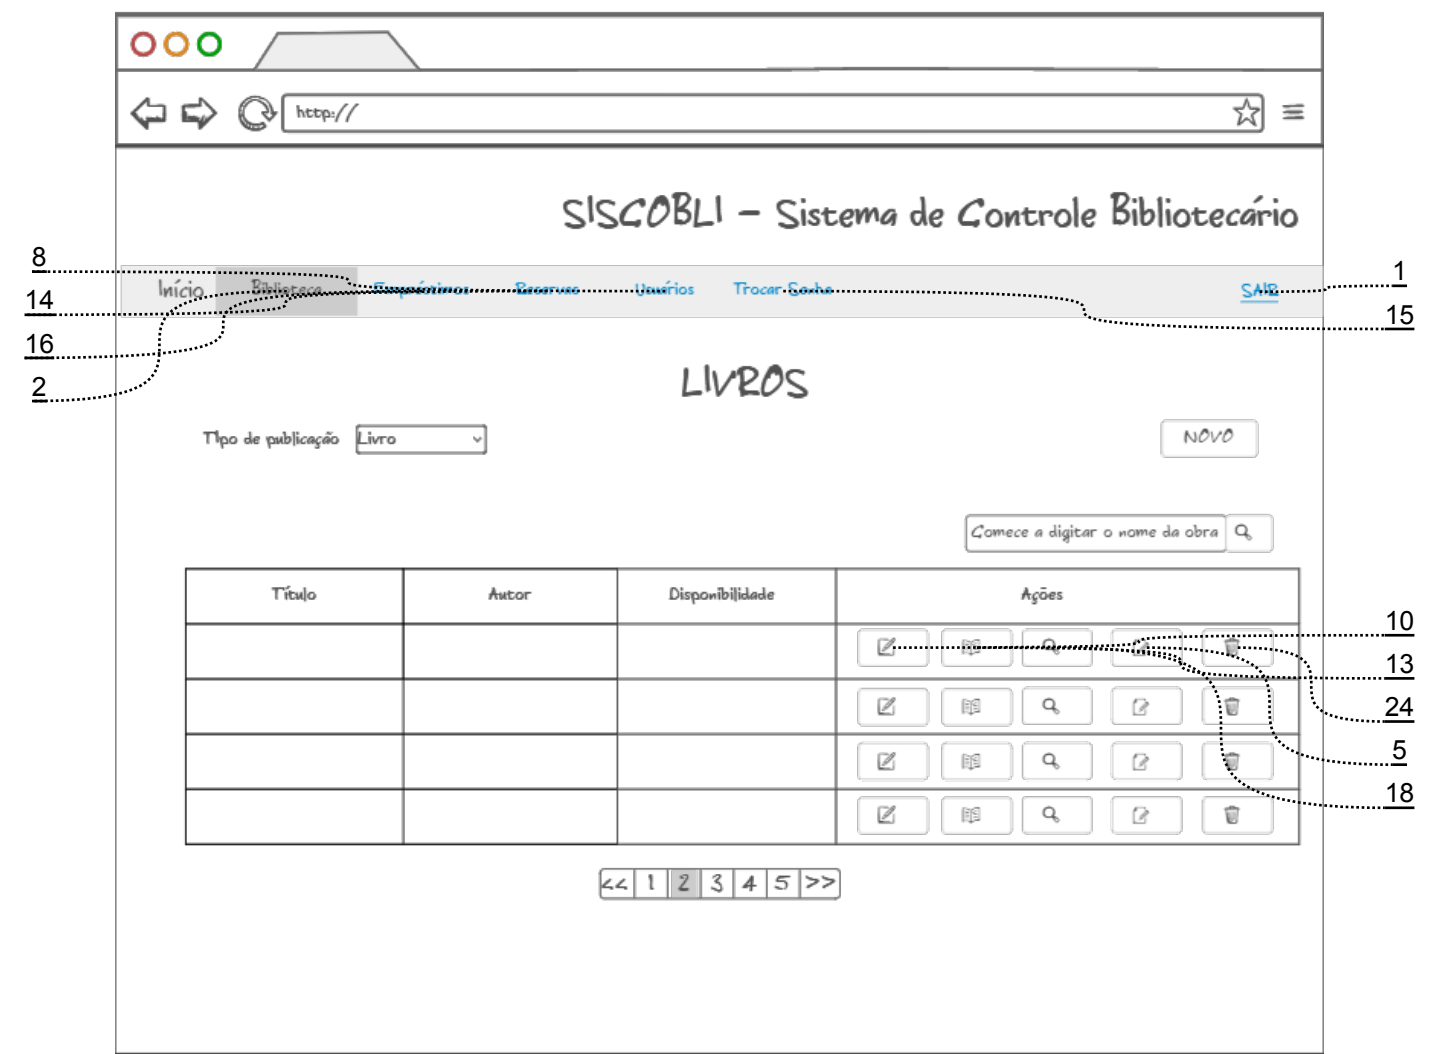 http://
SISCOBLI - Sistema de Controle Bibliotecário
8
14
16
2
Início Biblioteca Empréstimos Reservas Usuários Trocar Senha SAIR
1
15
LIVROS
Tipo de publicação Livro NOVO
Comece a digitar o nome da obra
Título Autor Disponibilidade Ações
10
13
24
5
18
<< 1 2 3 4 5 >>